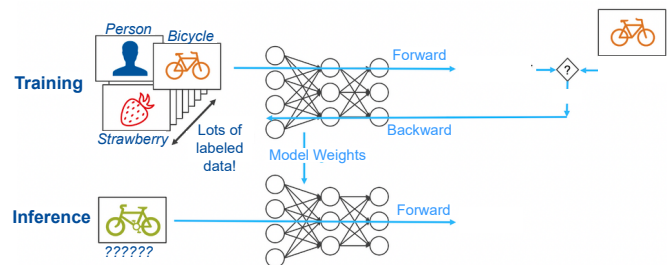 Person
Bicycle
Training
Forward
?
Strawberry
Lots of
labeled
data!
Backward
Model Weights
Inference
Forward
??????